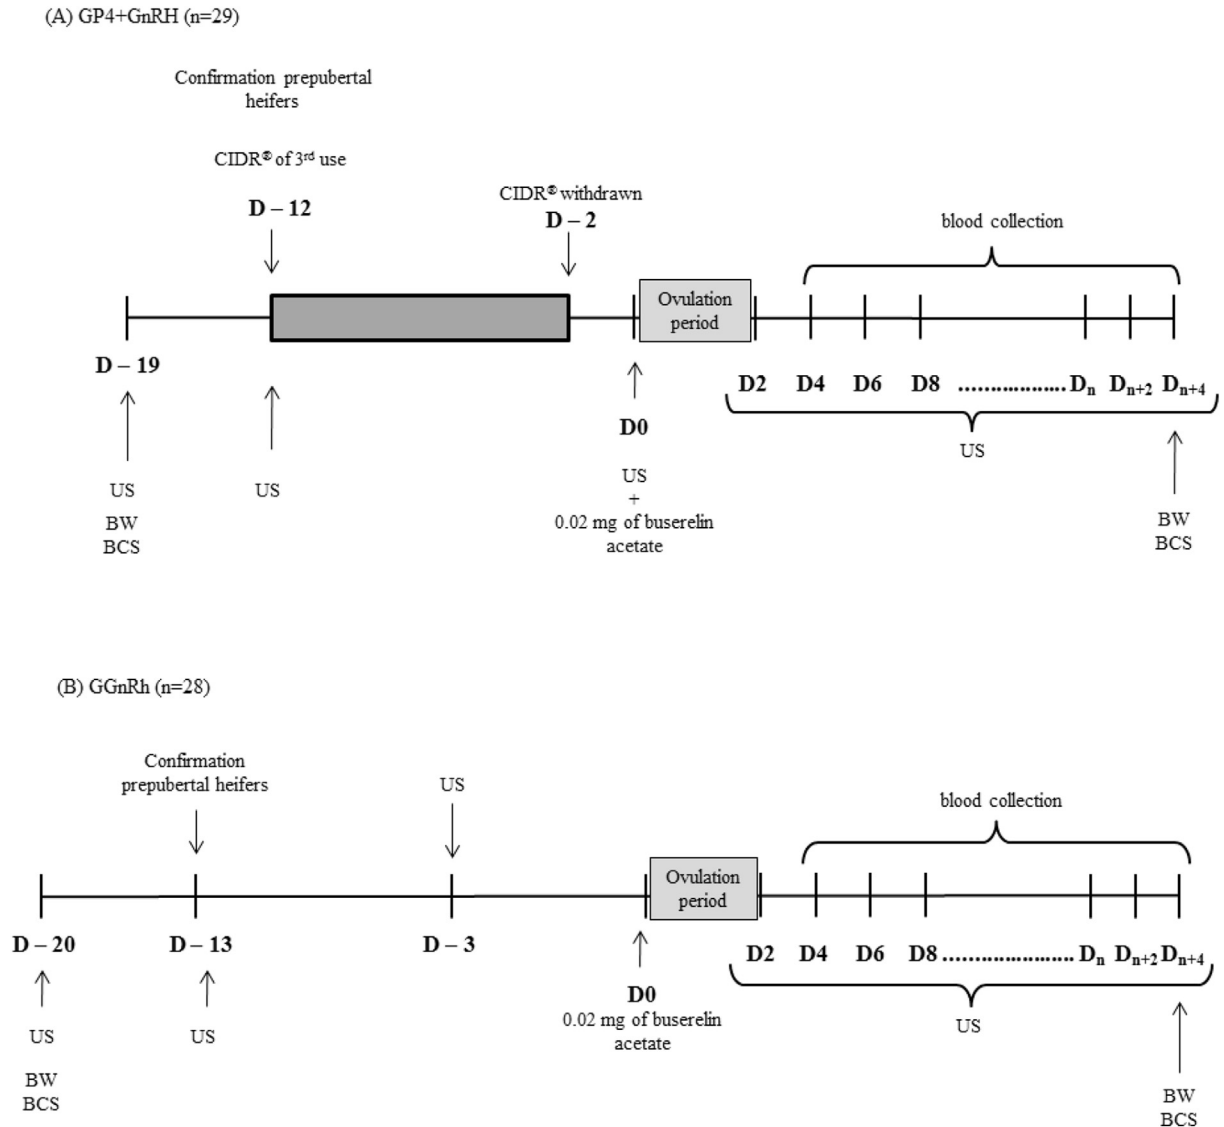 (A) GP4+GnRH (n=29)
Confirmation prepubertal
heifers
CIDR® of 3rd use
D – 12
CIDR® withdrawn
D – 2
blood collection
Ovulation
period
D – 19
D2 D4 D6 D8 .................... Dn Dn+2 Dn+4
D0
US
US
US
US
+
0.02 mg of buserelin
acetate
BW
BCS
BW
BCS
(B) GGnRh (n=28)
Confirmation
prepubertal heifers
US
blood collection
Ovulation
period
D – 20
D – 13
D – 3
D2 D4 D6 D8 ...................... Dn Dn+2 Dn+4
D0
0.02 mg of buserelin
acetate
US
US
US
BW
BCS
BW
BCS